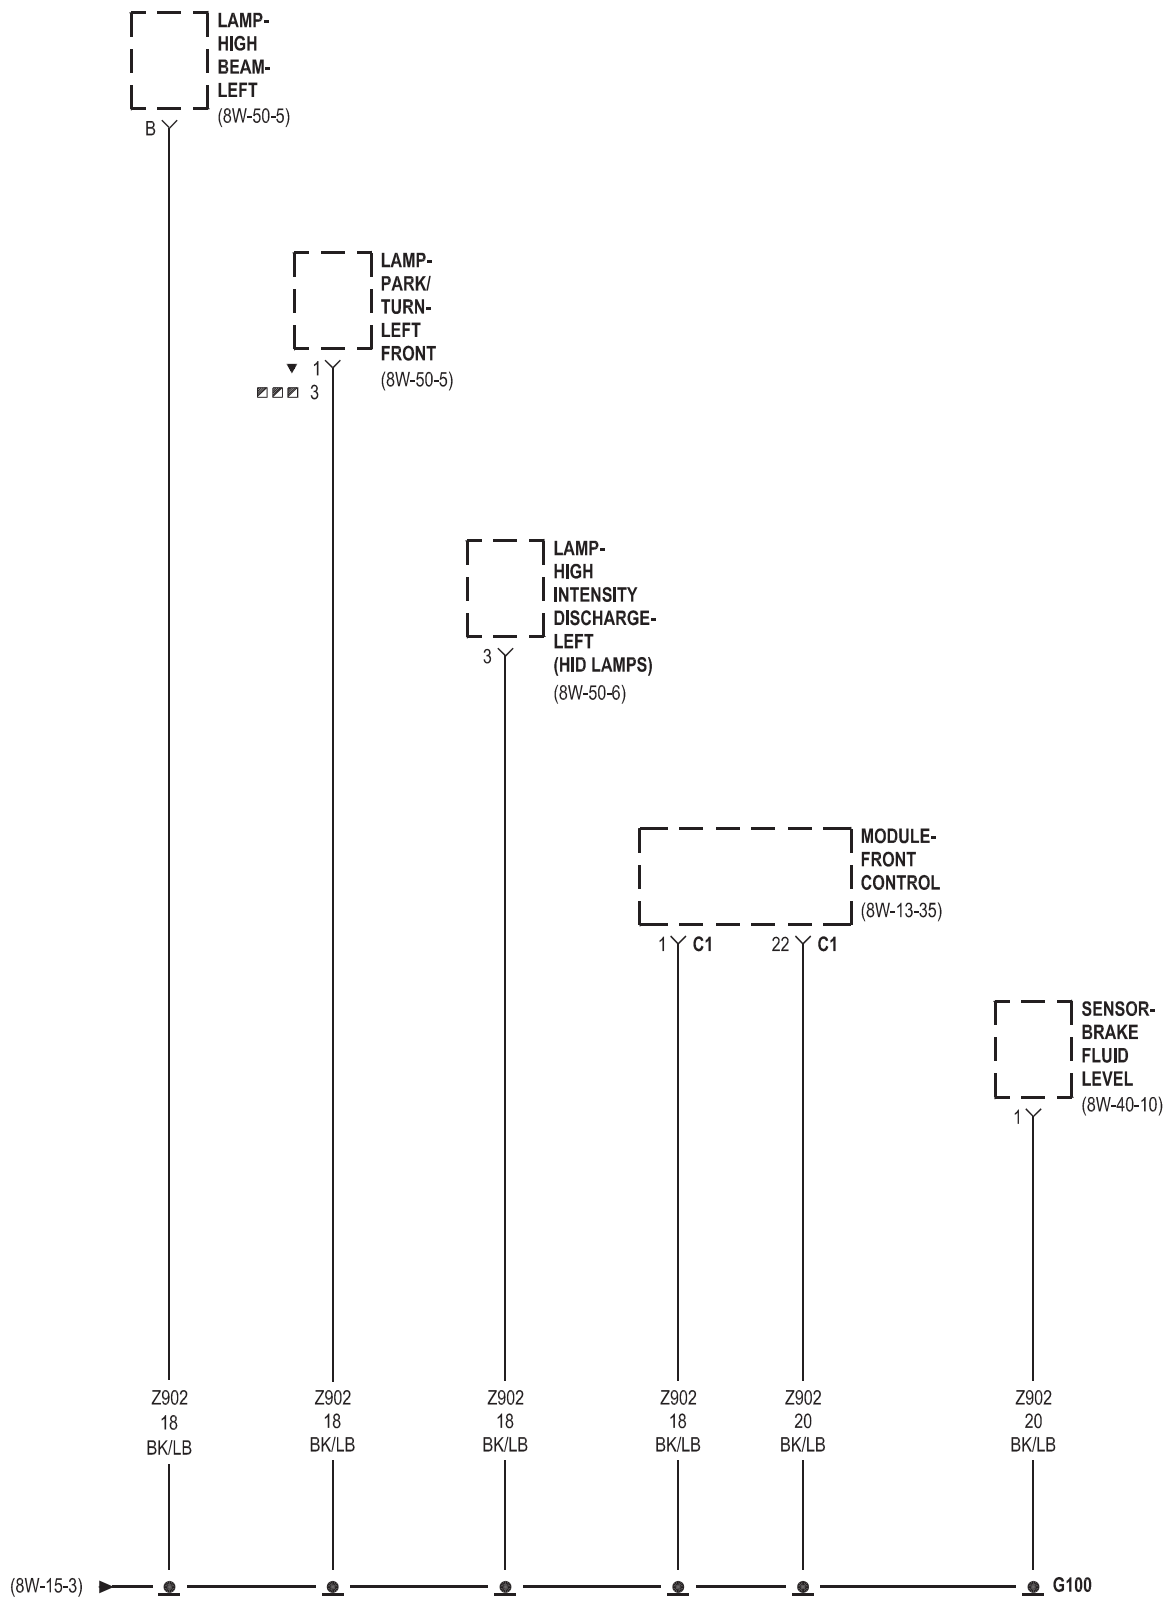 LAMP-
HIGH
BEAM-
LEFT
(8W-50-5)
B
LAMP-
PARK/
TURN-
LEFT
FRONT
(8W-50-5)
1
3
LAMP-
HIGH
INTENSITY
DISCHARGE-
LEFT
(HID LAMPS)
(8W-50-6)
3
MODULE-
FRONT
CONTROL
(8W-13-35)
1 C1
22 C1
SENSOR-
BRAKE
FLUID
LEVEL
(8W-40-10)
1
Z902
18
BK/LB
Z902
18
BK/LB
Z902
18
BK/LB
Z902
18
BK/LB
Z902
20
BK/LB
Z902
20
BK/LB
(8W-15-3)
G100